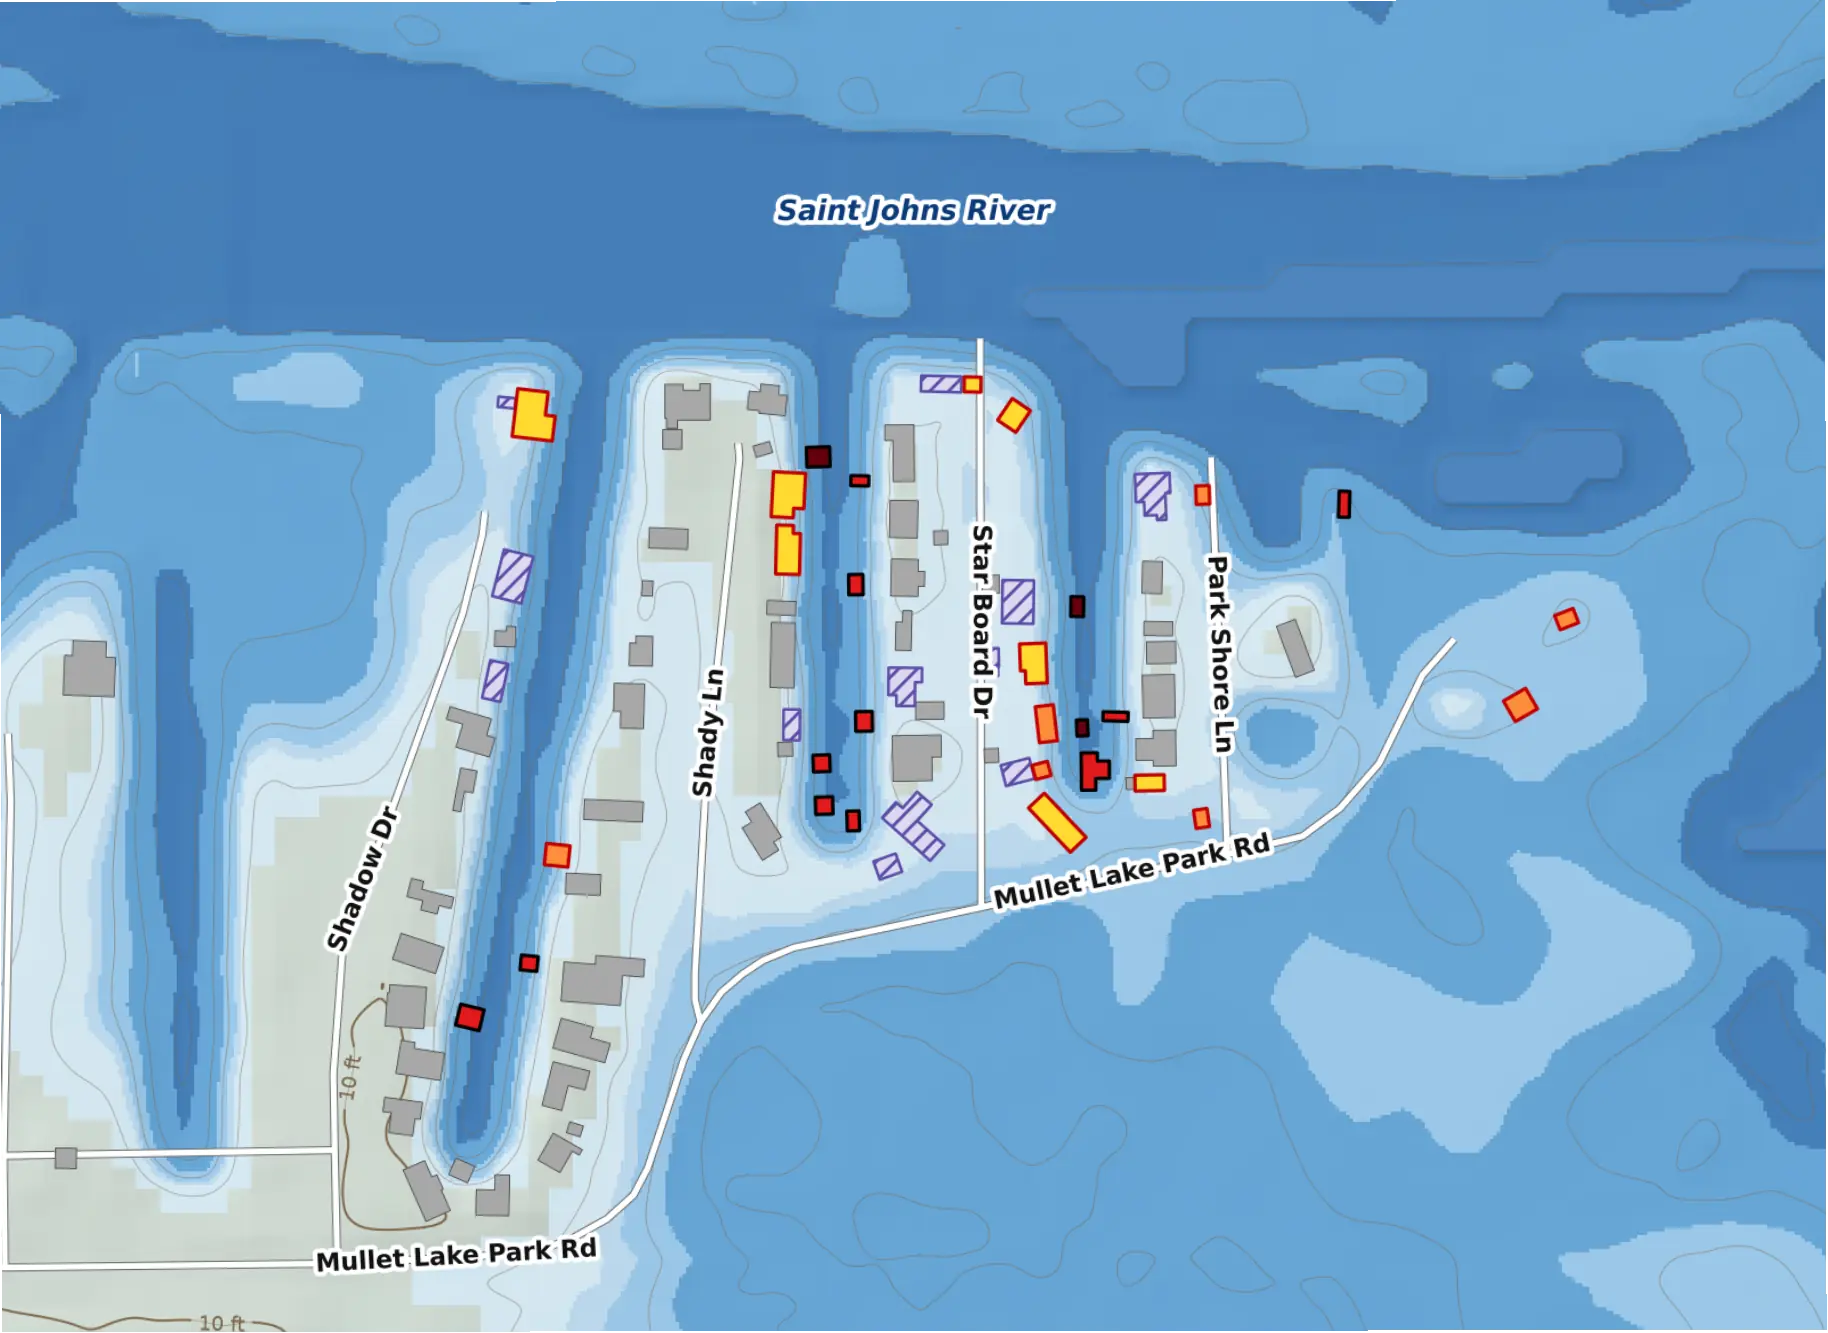 Saint Johns River
Star Board Dr
Park Shore Ln
Shady Ln
Shadow Dr
Mullet Lake Park Rd
10 ft
Mullet Lake Park Rd
10 ft